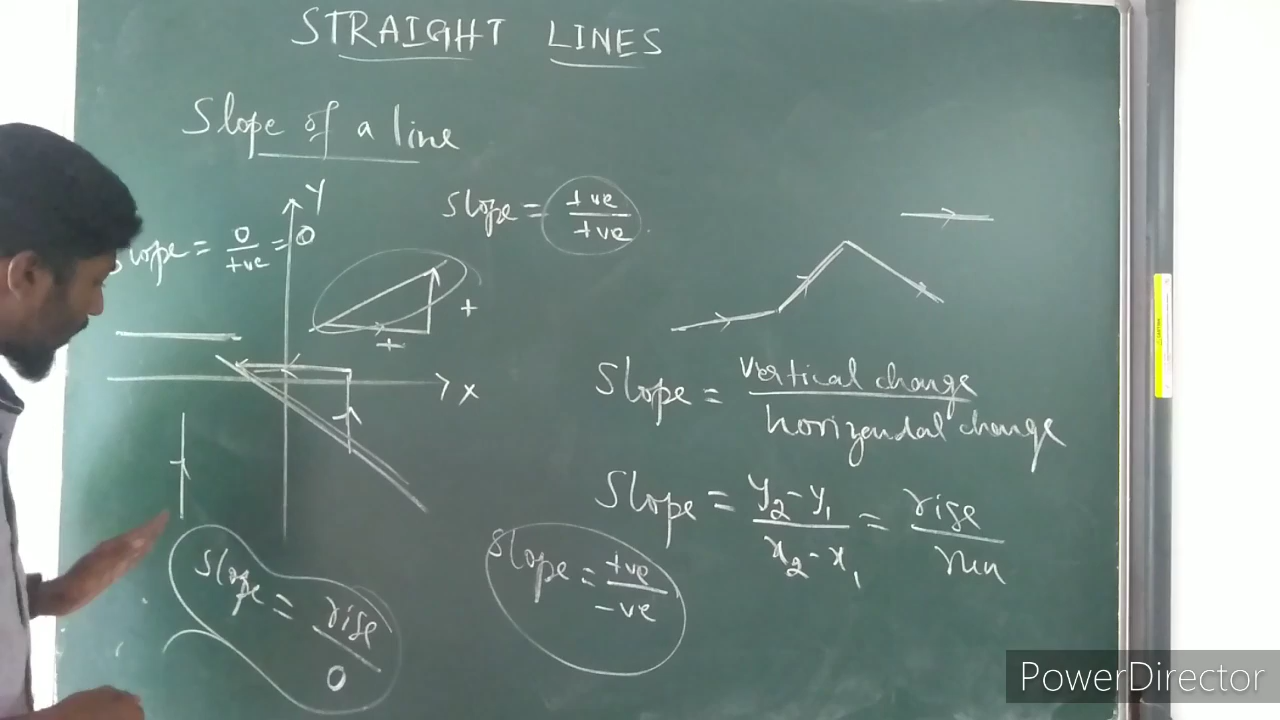 STRAIGHT LINES
Slope of a line
Y
Slope = +ve / +ve
Slope = 0 / +ve = 0
+
+
X
Slope = vertical change / horizendal change
Slope = y2 - y1 / x2 - x1 = rise / run
Slope = +ve / -ve
Slope = rise / 0
PowerDirector